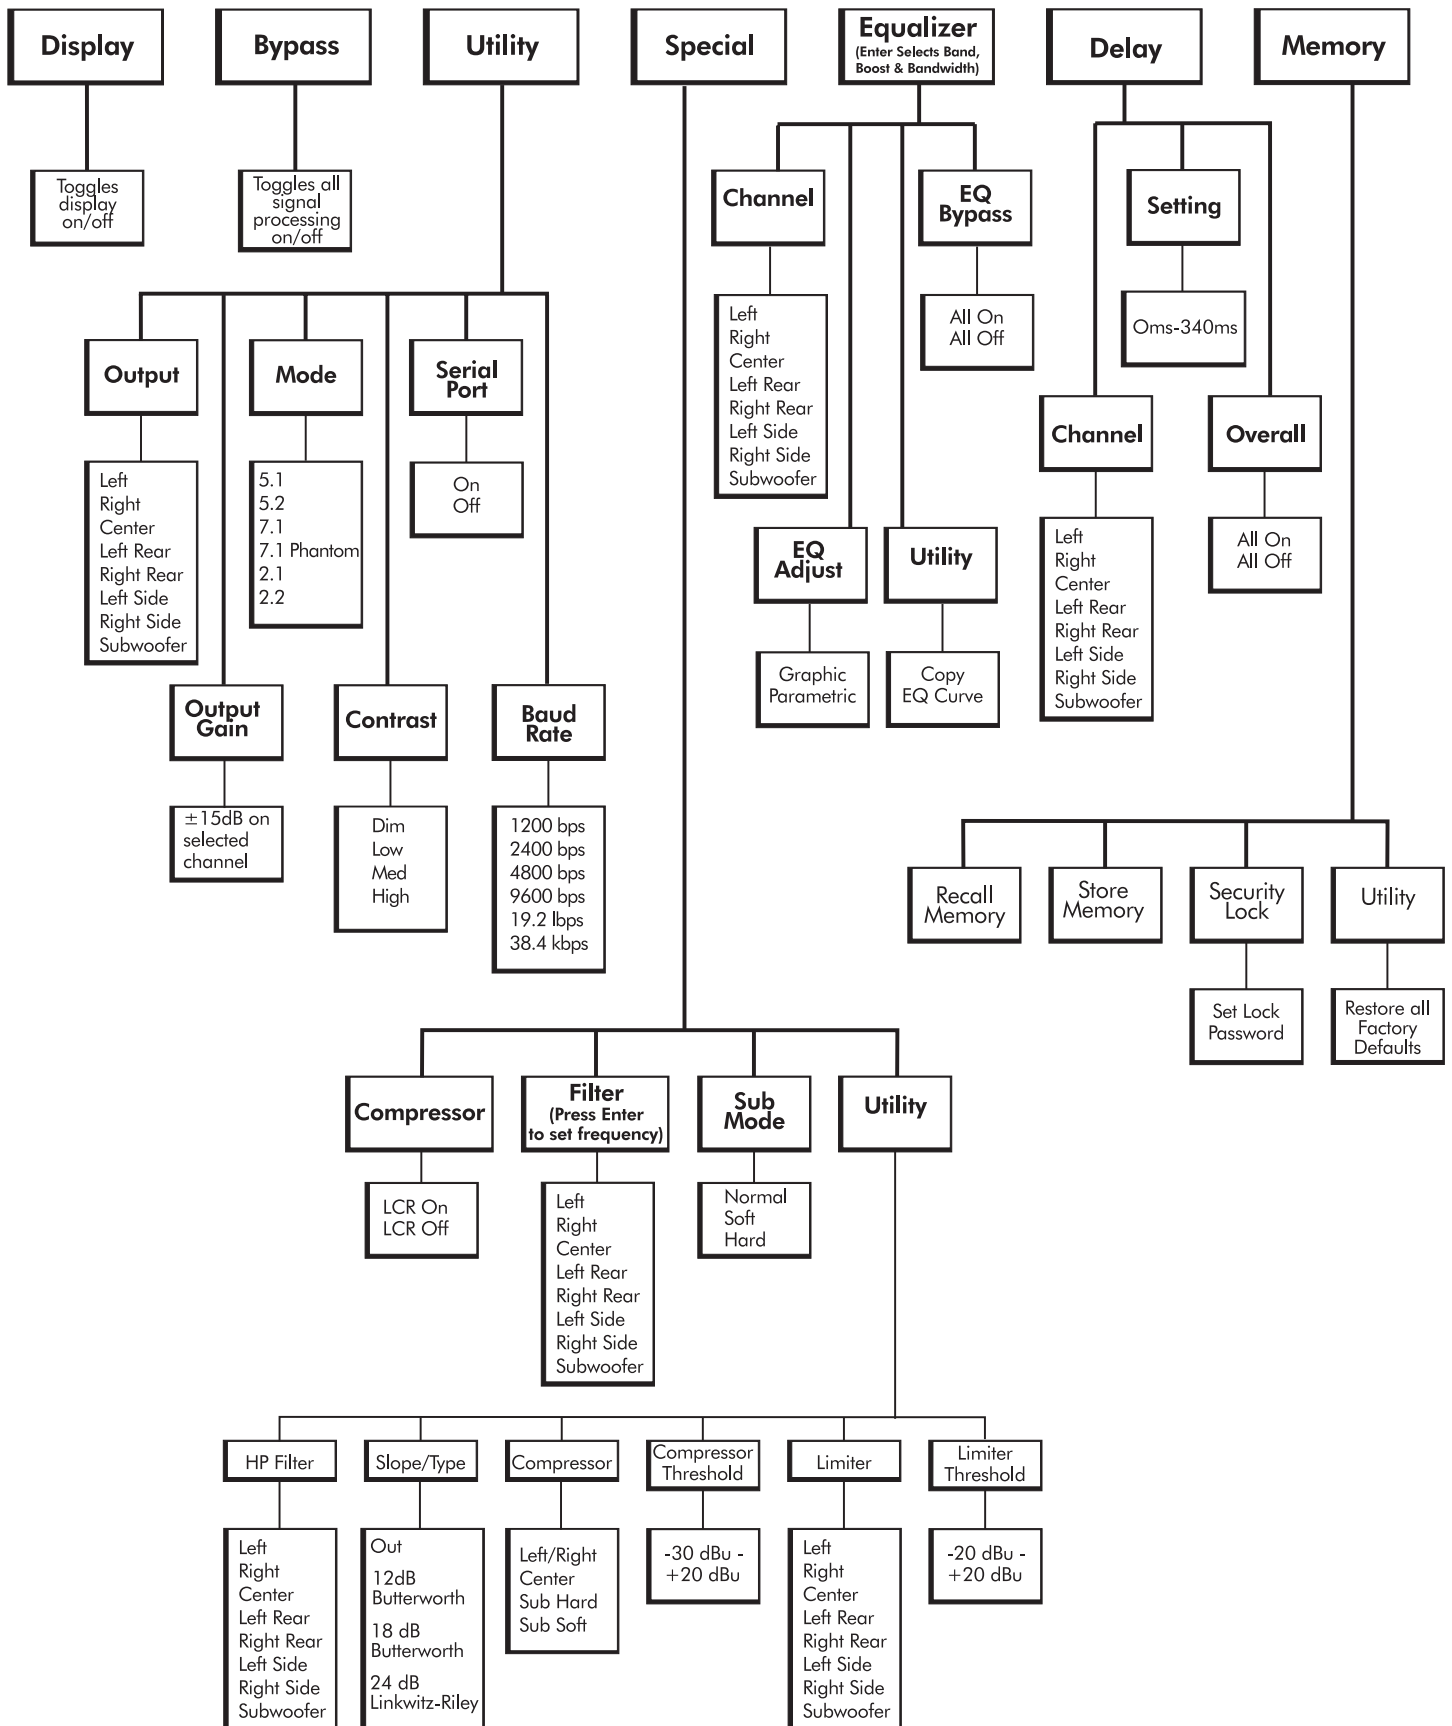 Display
Bypass
Utility
Special
Equalizer
(Enter Selects Band,
Boost & Bandwidth)
Delay
Memory
Toggles
display
on/off
Toggles all
signal
processing
on/off
Channel
EQ
Bypass
Setting
Left
Right
Center
Left Rear
Right Rear
Left Side
Right Side
Subwoofer
All On
All Off
Oms-340ms
Output
Mode
Serial
Port
Channel
Overall
Left
Right
Center
Left Rear
Right Rear
Left Side
Right Side
Subwoofer
5.1
5.2
7.1
7.1 Phantom
2.1
2.2
On
Off
EQ
Adjust
Utility
Left
Right
Center
Left Rear
Right Rear
Left Side
Right Side
Subwoofer
All On
All Off
Graphic
Parametric
Copy
EQ Curve
Output
Gain
Contrast
Baud
Rate
±15dB on
selected
channel
Dim
Low
Med
High
1200 bps
2400 bps
4800 bps
9600 bps
19.2 lbps
38.4 kbps
Recall
Memory
Store
Memory
Security
Lock
Utility
Set Lock
Password
Restore all
Factory
Defaults
Compressor
Filter
(Press Enter
to set frequency)
Sub
Mode
Utility
LCR On
LCR Off
Left
Right
Center
Left Rear
Right Rear
Left Side
Right Side
Subwoofer
Normal
Soft
Hard
HP Filter
Slope/Type
Compressor
Compressor
Threshold
Limiter
Limiter
Threshold
Left
Right
Center
Left Rear
Right Rear
Left Side
Right Side
Subwoofer
Out
12dB
Butterworth
18 dB
Butterworth
24 dB
Linkwitz-Riley
Left/Right
Center
Sub Hard
Sub Soft
-30 dBu -
+20 dBu
Left
Right
Center
Left Rear
Right Rear
Left Side
Right Side
Subwoofer
-20 dBu -
+20 dBu